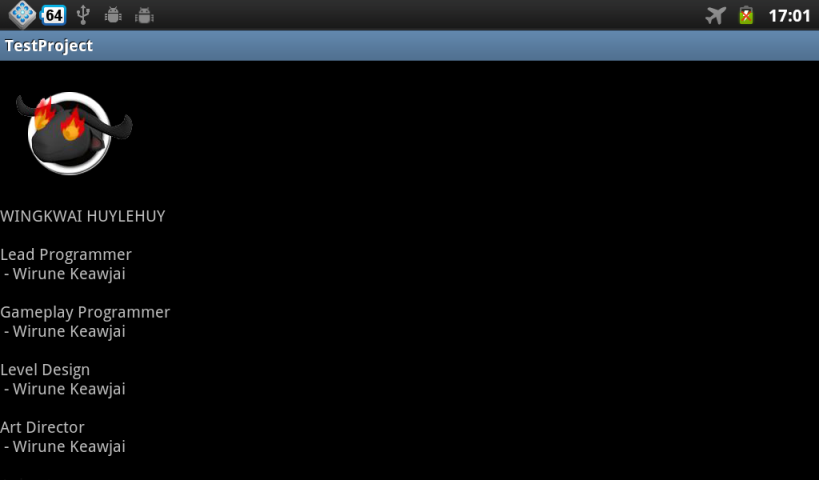 64
17:01
TestProject
WINGKWAI HUYLEHUY
Lead Programmer
- Wirune Keawjai
Gameplay Programmer
- Wirune Keawjai
Level Design
- Wirune Keawjai
Art Director
- Wirune Keawjai